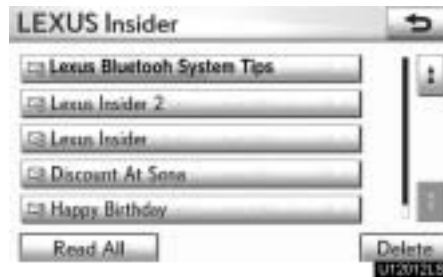 LEXUS Insider
Lexus Bluetooh System Tips
Lexus Insider 2
Lexus Insider
Discount At Sona
Happy Birthday
Read All
Delete